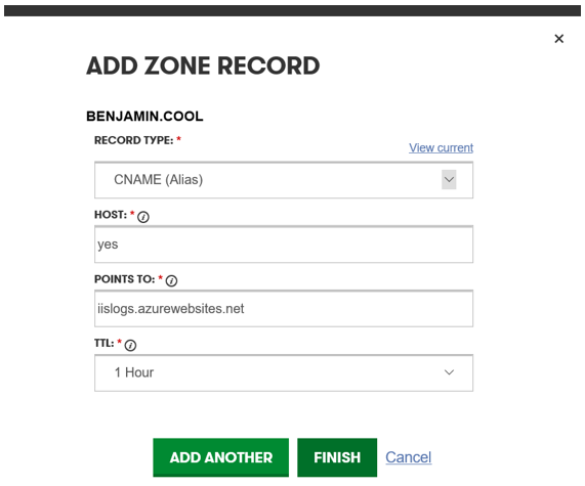 ×
ADD ZONE RECORD
BENJAMIN.COOL
RECORD TYPE: *
View current
CNAME (Alias)
HOST: * i
yes
POINTS TO: * i
iislogs.azurewebsites.net
TTL: * i
1 Hour
ADD ANOTHER FINISH Cancel